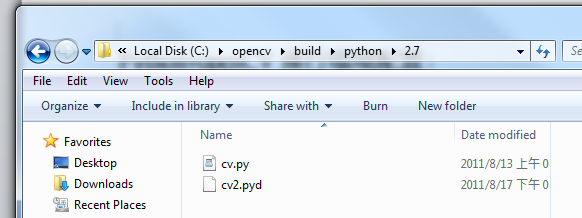 « Local Disk (C:) ▸ opencv ▸ build ▸ python ▸ 2.7
File Edit View Tools Help
Organize Include in library Share with Burn New folder
Name Date modified
Favorites
Desktop
Downloads
Recent Places
cv.py 2011/8/13 上午 0
cv2.pyd 2011/8/17 下午 0